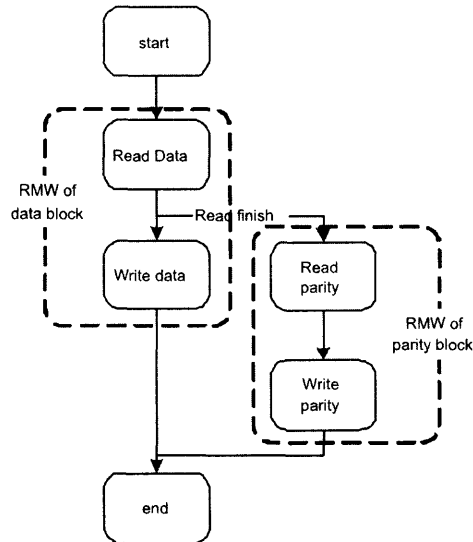 start
Read Data
RMW of
data block
Read finish
Write data
Read
parity
RMW of
parity block
Write
parity
end